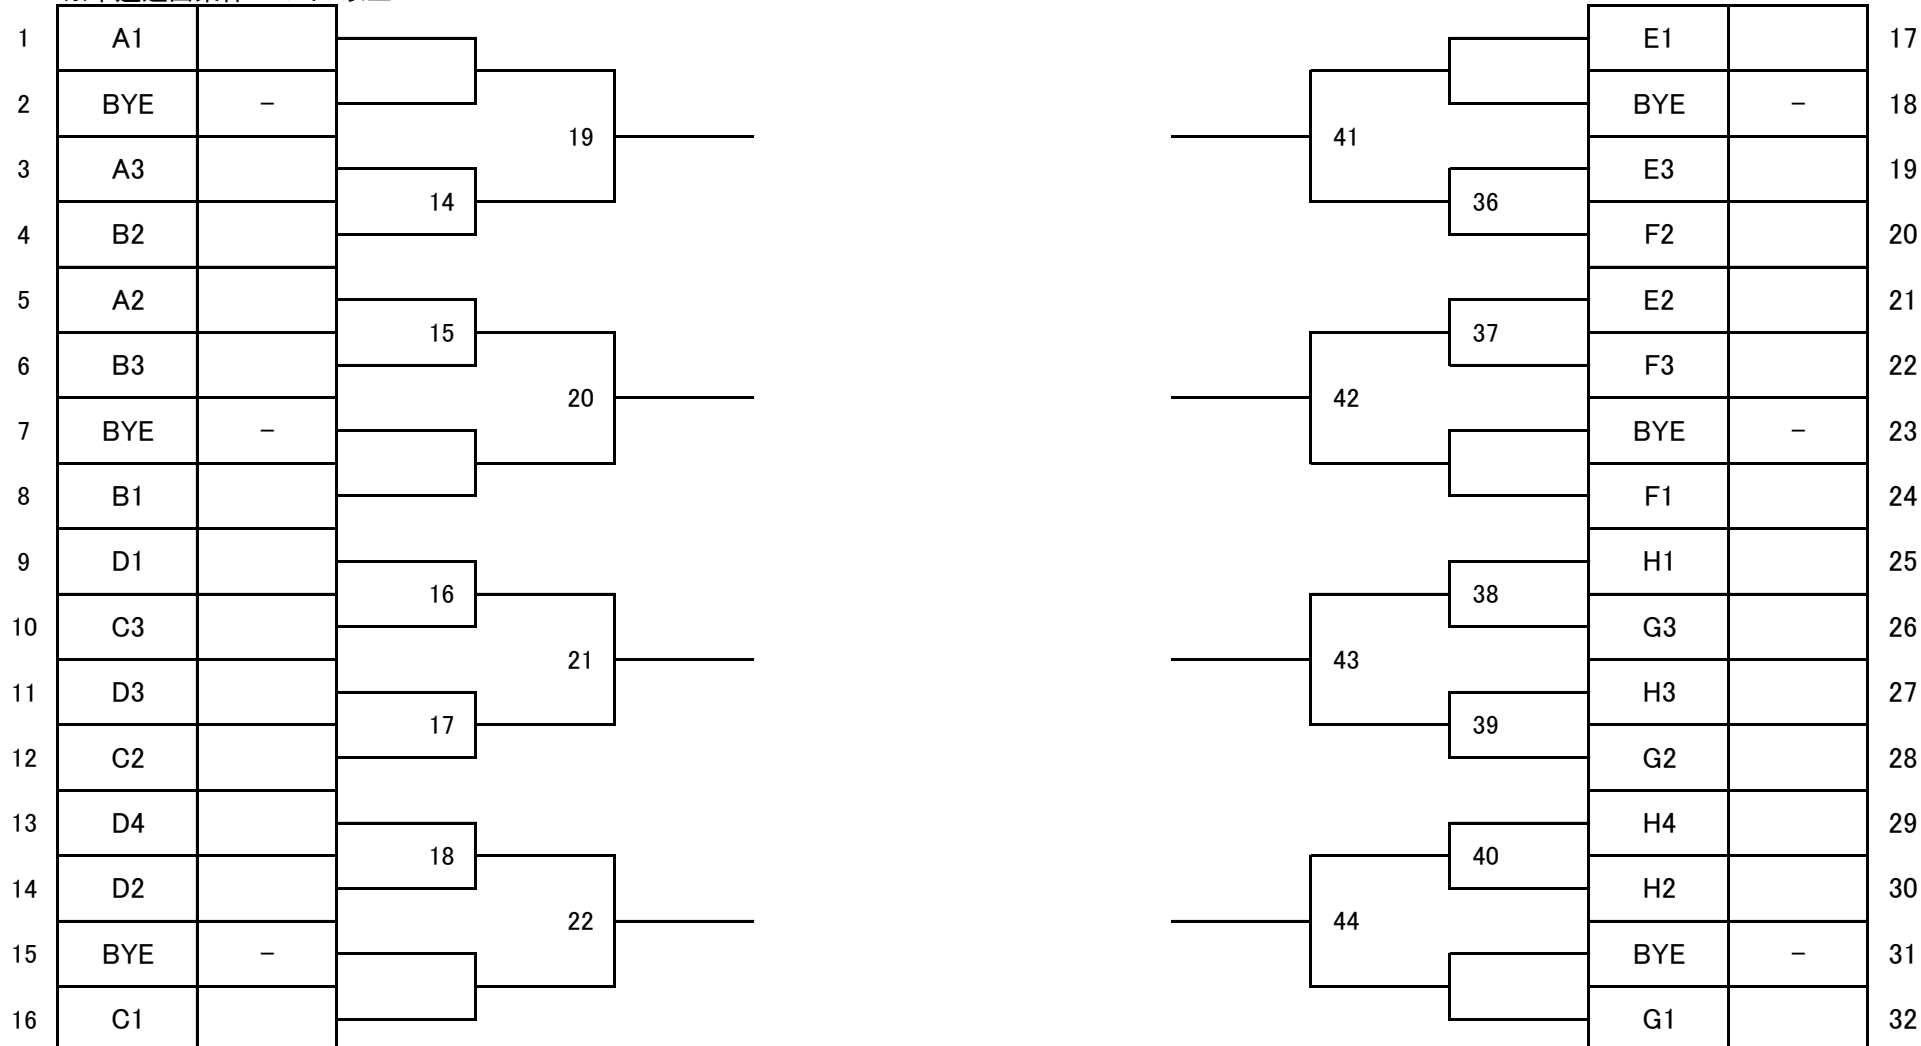 1 A1 E1 17
2 BYE - BYE - 18
19 41
3 A3 E3 19
14 36
4 B2 F2 20
5 A2 E2 21
15 37
6 B3 F3 22
20 42
7 BYE - BYE - 23
8 B1 F1 24
9 D1 H1 25
16 38
10 C3 G3 26
21 43
11 D3 H3 27
17 39
12 C2 G2 28
13 D4 H4 29
18 40
14 D2 H2 30
22 44
15 BYE - BYE - 31
16 C1 G1 32